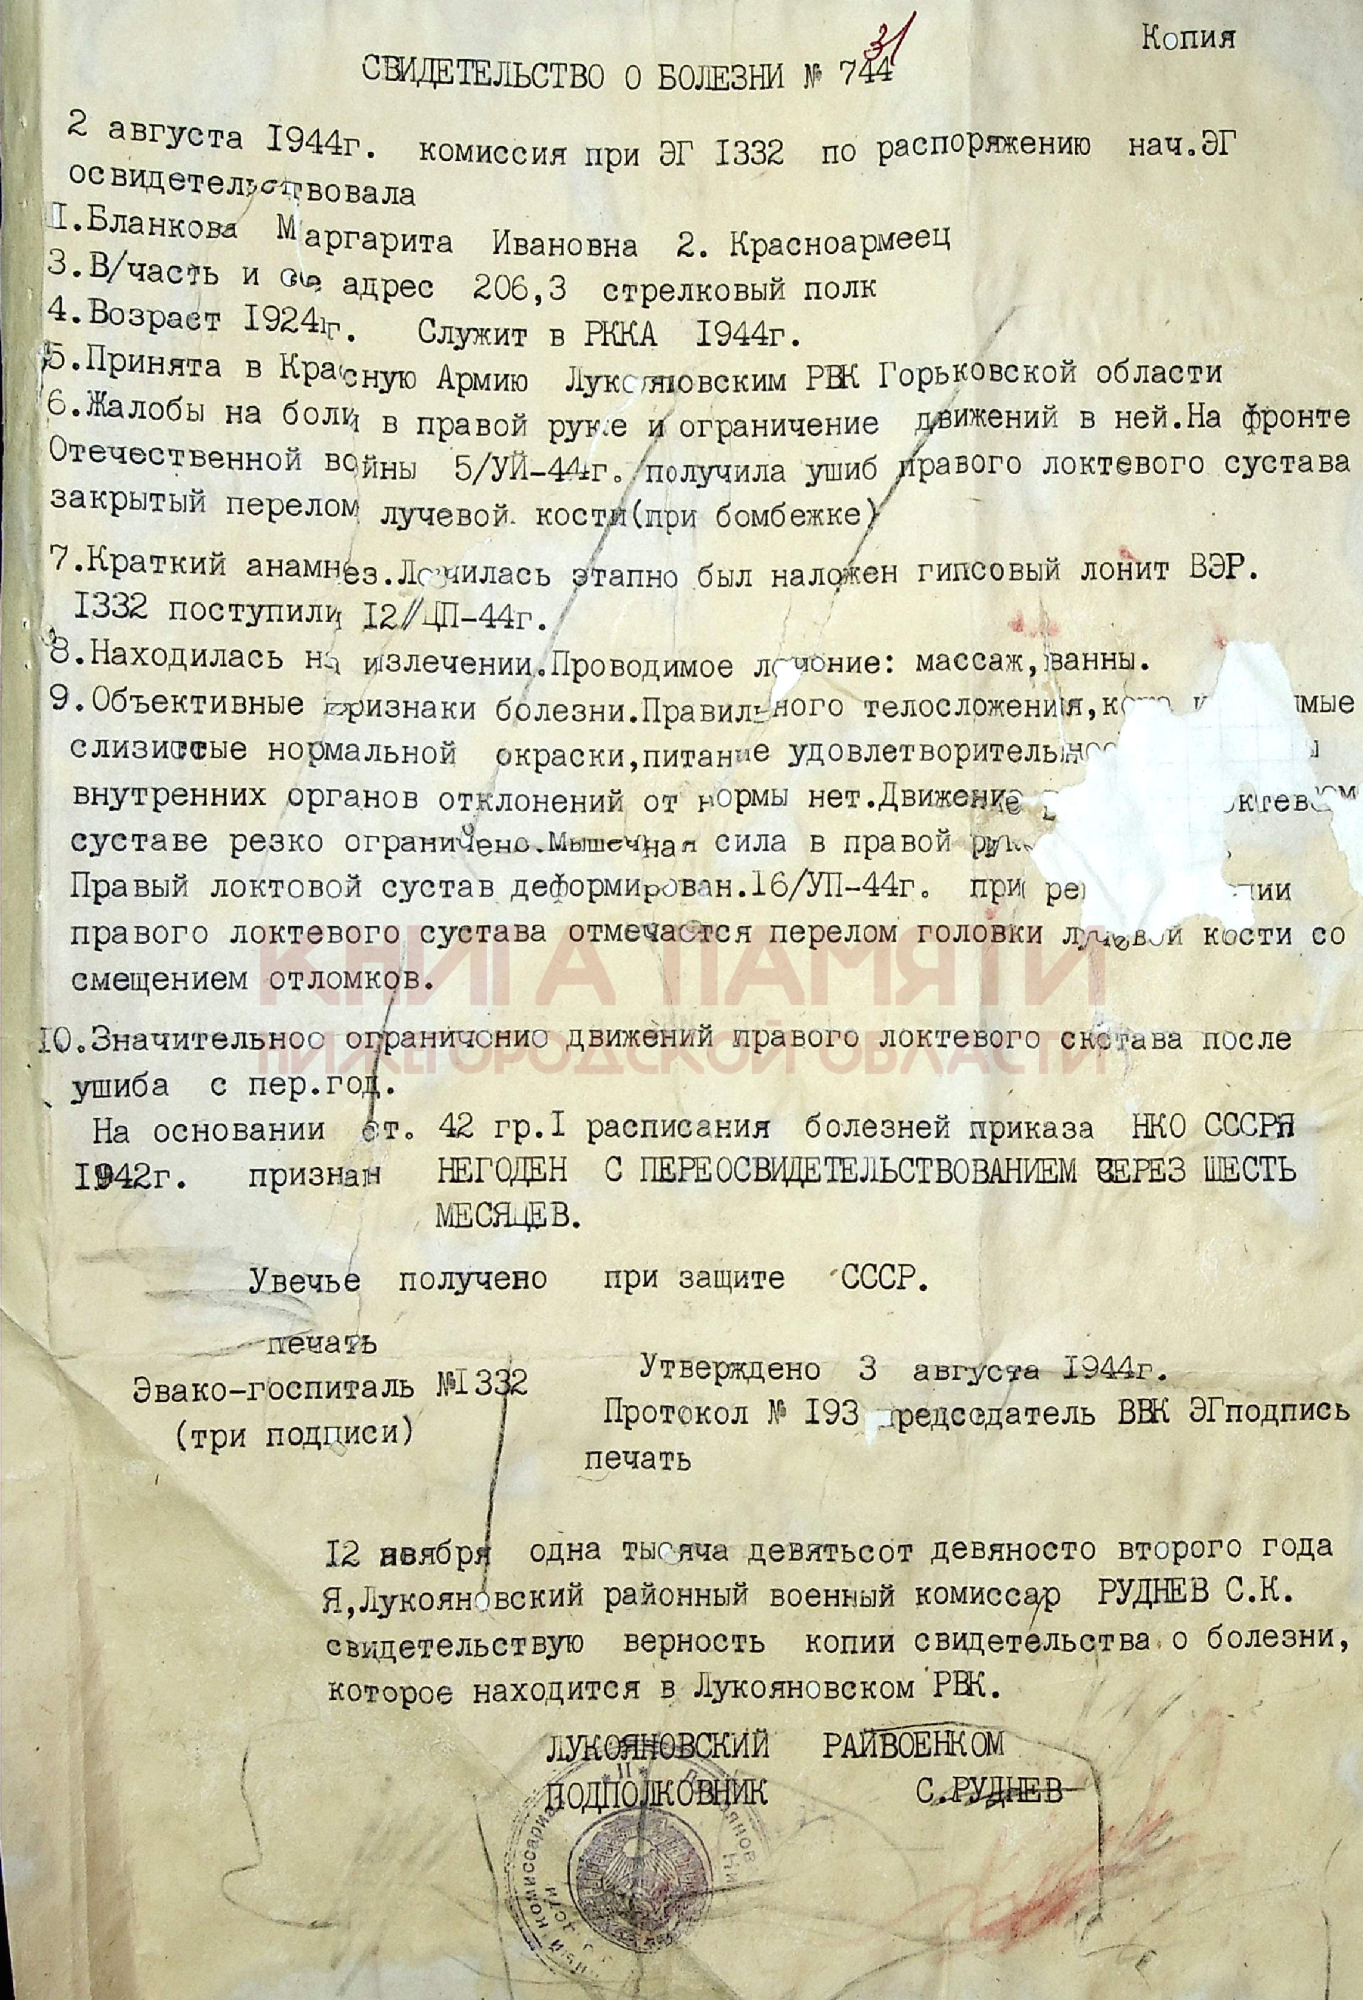 31
Копия
СВИДЕТЕЛЬСТВО О БОЛЕЗНИ № 744
2 августа 1944г. комиссия при ЭГ 1332 по распоряжению нач.ЭГ
освидетельствовала
1.Бланкова Маргарита Ивановна 2. Красноармеец
3.В/часть и ее адрес 206,3 стрелковый полк
4.Возраст 1924г. Служит в РККА 1944г.
5.Принята в Красную Армию Лукояновским РВК Горьковской области
6.Жалобы на боли в правой руке и ограничение движений в ней.На фронте
Отечественной войны 5/УЙ-44г. получила ушиб правого локтевого сустава
закрытый перелом лучевой кости(при бомбежке)
7.Краткий анамнез.Лечилась этапно был наложен гипсовый лонит ВЭР.
1332 поступили 12/ЦП-44г.
8.Находилась на излечении.Проводимое лечение: массаж,ванны.
9.Объективные признаки болезни.Правильного телосложения,
слизистые нормальной окраски,питание удовлетворительное
внутренних органов отклонений от нормы нет.Движение локтевом
суставе резко ограничено.Мышечная сила в правой
Правый локтовой сустав деформирован.16/УП-44г. при
правого локтевого сустава отмечается перелом головки лучевой кости со
смещением отломков.
10.Значительноо ограничонио движений правого локтевого скстава после
ушиба с пер.год.
На основании ст. 42 гр.1 расписания болезней приказа НКО СССРЯ
1942г. признан НЕГОДЕН С ПЕРЕОСВИДЕТЕЛЬСТВОВАНИЕМ ЧЕРЕЗ ШЕСТЬ
МЕСЯЦЕВ.
Увечье получено при защите СССР.
печать
Эвако-госпиталь №1332
(три подписи)
Утверждено 3 августа 1944г.
Протокол № 193 председатель ВВК ЭГподпись
печать
12 ноября одна тысяча девятьсот девяносто второго года
Я,Лукояновский районный военный комиссар РУДНЕВ С.К.
свидетельствую верность копии свидетельства о болезни,
которое находится в Лукояновском РВК.
ЛУКОЯНОВСКИЙ РАЙВОЕНКОМ
ПОДПОЛКОВНИК С.РУДНЕВ
КНИГА ПАМЯТИ
НИЖЕГОРОДСКОЙ ОБЛАСТИ